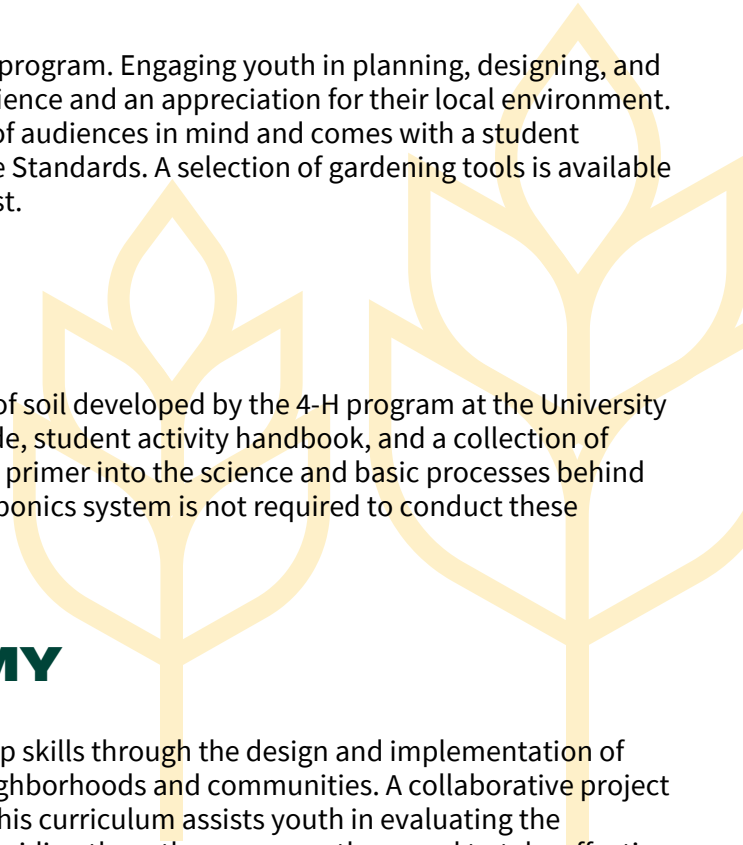 program. Engaging youth in planning, designing, and
ience and an appreciation for their local environment.
of audiences in mind and comes with a student
e Standards. A selection of gardening tools is available
st.
of soil developed by the 4-H program at the University
de, student activity handbook, and a collection of
primer into the science and basic processes behind
ponics system is not required to conduct these
MY
p skills through the design and implementation of
ghborhoods and communities. A collaborative project
his curriculum assists youth in evaluating the